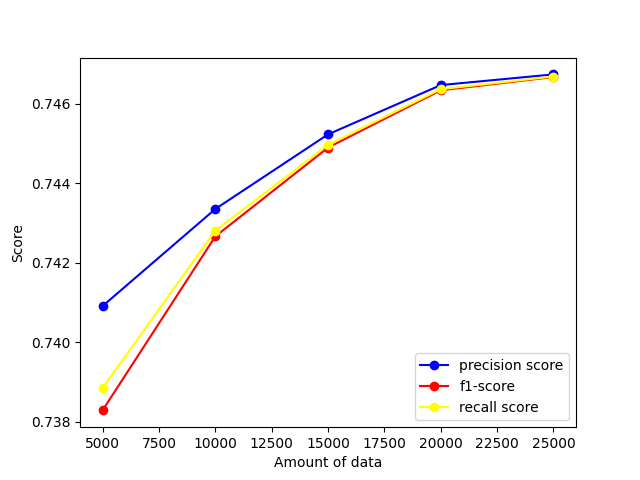 0.746
0.744
0.742
0.740
0.738
Score
5000 7500 10000 12500 15000 17500 20000 22500 25000
Amount of data
precision score
f1-score
recall score